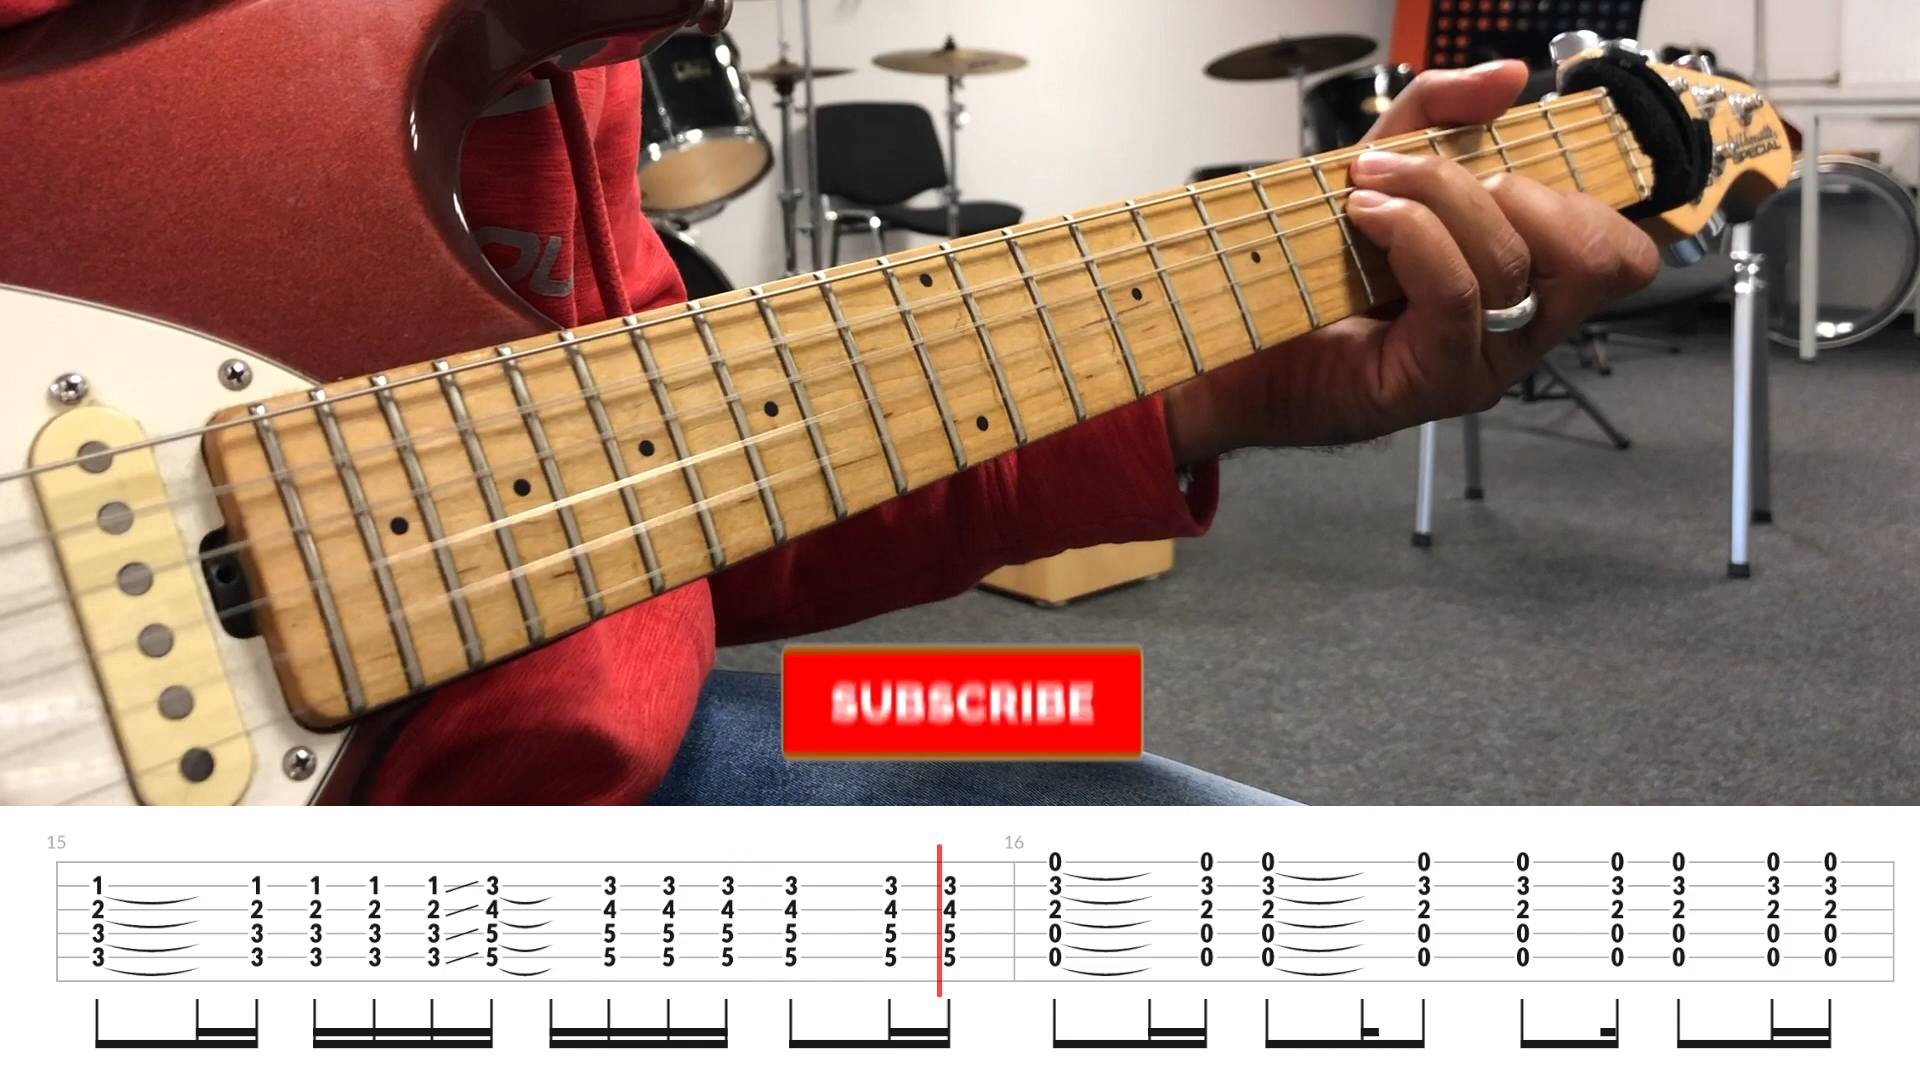 SPECIAL
SUBSCRIBE
15 16
0 0 0 0 0 0 0 0 0
1 1 1 1 1 3 3 3 3 3 3 3 3 3 3 3 3 3 3 3 3 3
2 2 2 2 2 4 4 4 4 4 4 4 2 2 2 2 2 2 2 2 2
3 3 3 3 3 5 5 5 5 5 5 5 0 0 0 0 0 0 0 0 0
3 3 3 3 3 5 5 5 5 5 5 5 0 0 0 0 0 0 0 0 0